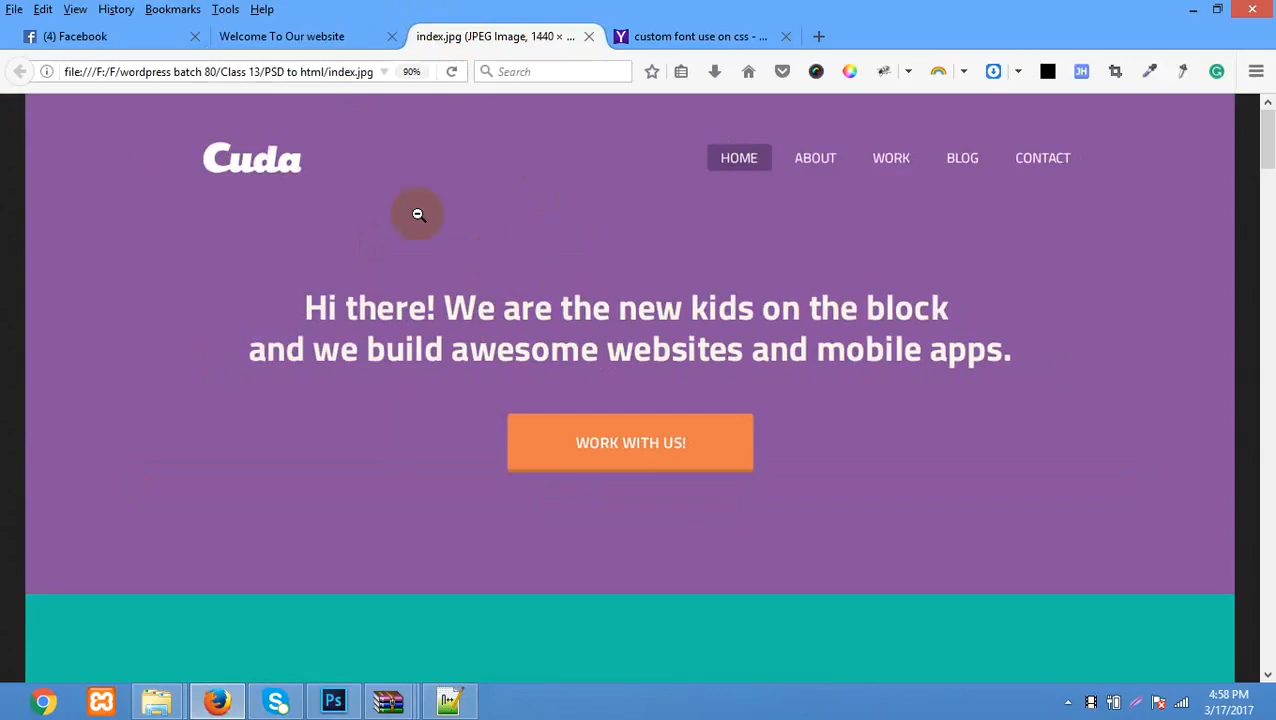 File Edit View History Bookmarks Tools Help
(4) Facebook
Welcome To Our website
index.jpg (JPEG Image, 1440 × ...
custom font use on css - ...
file:///F:/F/wordpress batch 80/Class 13/PSD to html/index.jpg
90%
Search
JH
Cuda
HOME ABOUT WORK BLOG CONTACT
Hi there! We are the new kids on the block
and we build awesome websites and mobile apps.
WORK WITH US!
Ps
4:58 PM
3/17/2017